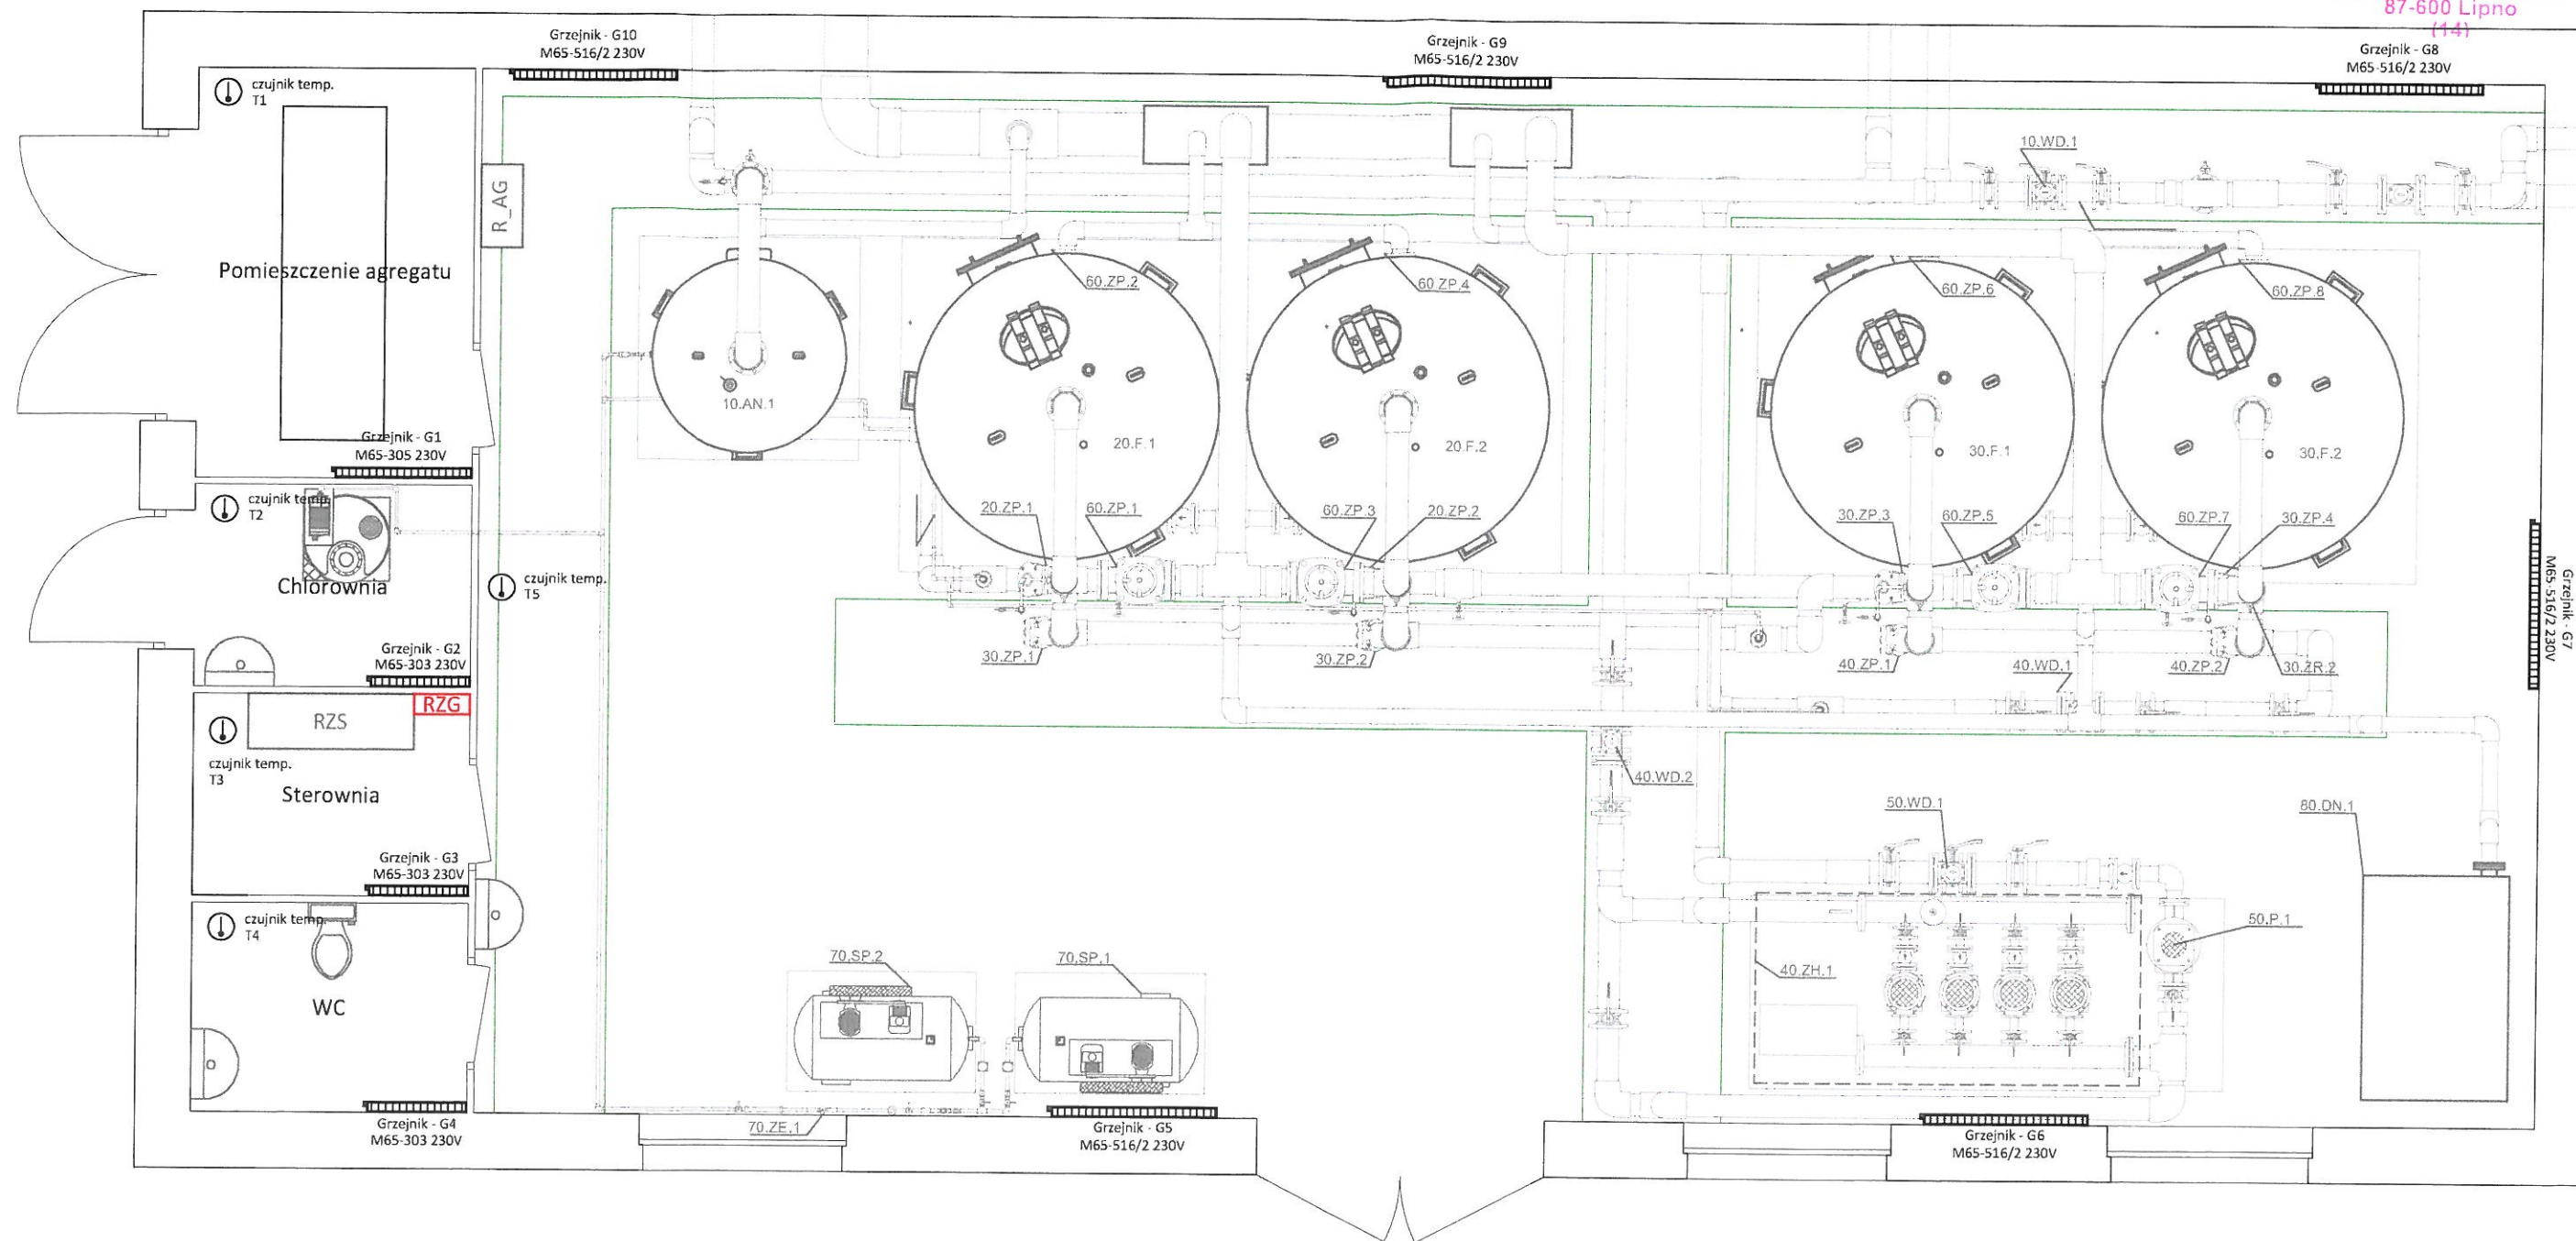 87-600 Lipno
(14)
Grzejnik - G10
M65-516/2 230V
Grzejnik - G9
M65-516/2 230V
Grzejnik - G8
M65-516/2 230V
czujnik temp.
T1
R_AG
10.WD.1
Pomieszczenie agregatu
60.ZP.2
60.ZP.4
60.ZP.6
60.ZP.8
10.AN.1
20.F.1
20.F.2
30.F.1
30.F.2
Grzejnik - G1
M65-305 230V
czujnik temp.
T2
20.ZP.1
60.ZP.1
60.ZP.3
20.ZP.2
30.ZP.3
60.ZP.5
60.ZP.7
30.ZP.4
Chlorownia
czujnik temp.
T5
Grzejnik - G7
M65-516/2 230V
Grzejnik - G2
M65-303 230V
30.ZP.1
30.ZP.2
40.ZP.1
40.WD.1
40.ZP.2
30.ZR.2
RZG
RZS
czujnik temp.
T3
Sterownia
40.WD.2
50.WD.1
80.DN.1
Grzejnik - G3
M65-303 230V
czujnik temp.
T4
50.P.1
70.SP.2
70.SP.1
40.ZH.1
WC
Grzejnik - G4
M65-303 230V
70.ZE.1
Grzejnik - G5
M65-516/2 230V
Grzejnik - G6
M65-516/2 230V